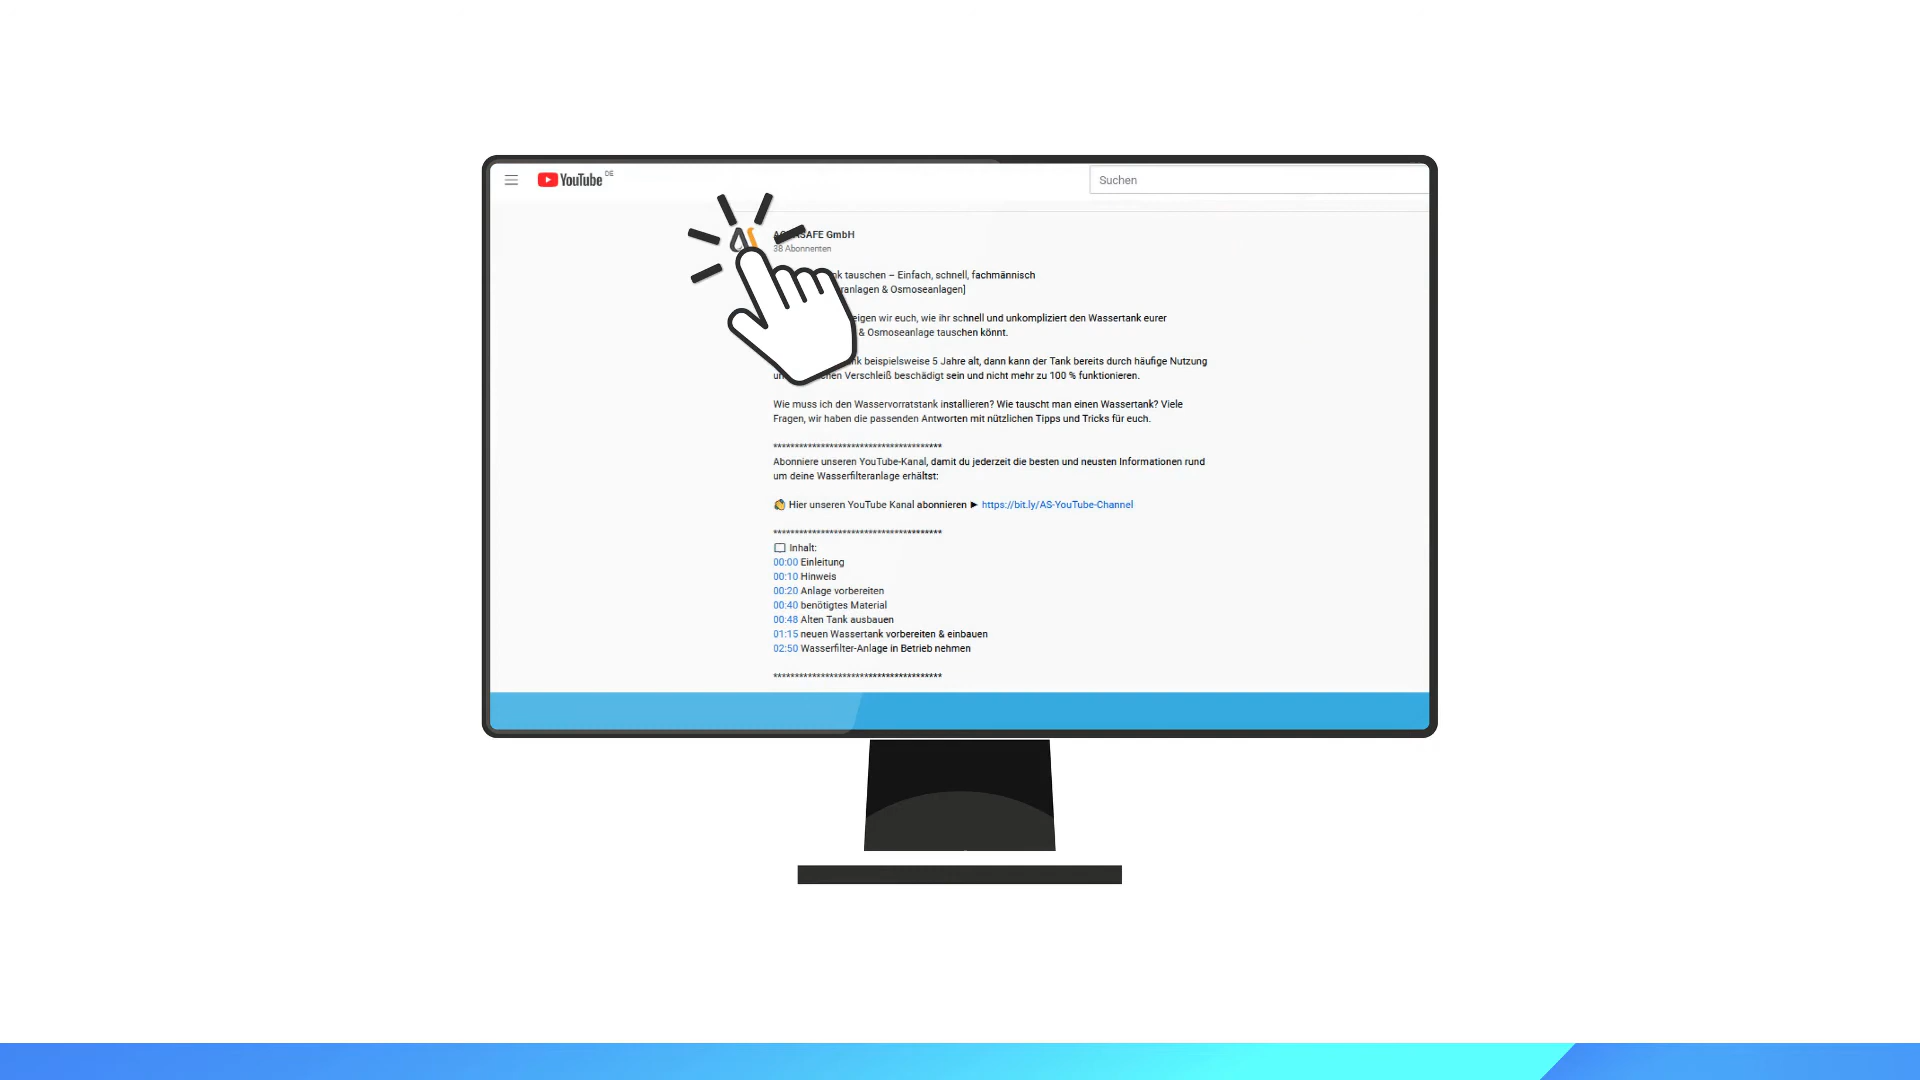 YouTube DE
Suchen
SAFE GmbH
38 Abonnenten
tauschen – Einfach, schnell, fachmännisch
& Osmoseanlagen]
wir euch, wie ihr schnell und unkompliziert den Wassertank eurer
& Osmoseanlage tauschen könnt.
beispielsweise 5 Jahre alt, dann kann der Tank bereits durch häufige Nutzung
Verschleiß beschädigt sein und nicht mehr zu 100 % funktionieren.
Wie muss ich den Wasservorratstank installieren? Wie tauscht man einen Wassertank? Viele
Fragen, wir haben die passenden Antworten mit nützlichen Tipps und Tricks für euch.
***************************************
Abonniere unseren YouTube-Kanal, damit du jederzeit die besten und neusten Informationen rund
um deine Wasserfilteranlage erhältst:
Hier unseren YouTube Kanal abonnieren ► https://bit.ly/AS-YouTube-Channel
***************************************
Inhalt:
00:00 Einleitung
00:10 Hinweis
00:20 Anlage vorbereiten
00:40 benötigtes Material
00:48 Alten Tank ausbauen
01:15 neuen Wassertank vorbereiten & einbauen
02:50 Wasserfilter-Anlage in Betrieb nehmen
***************************************